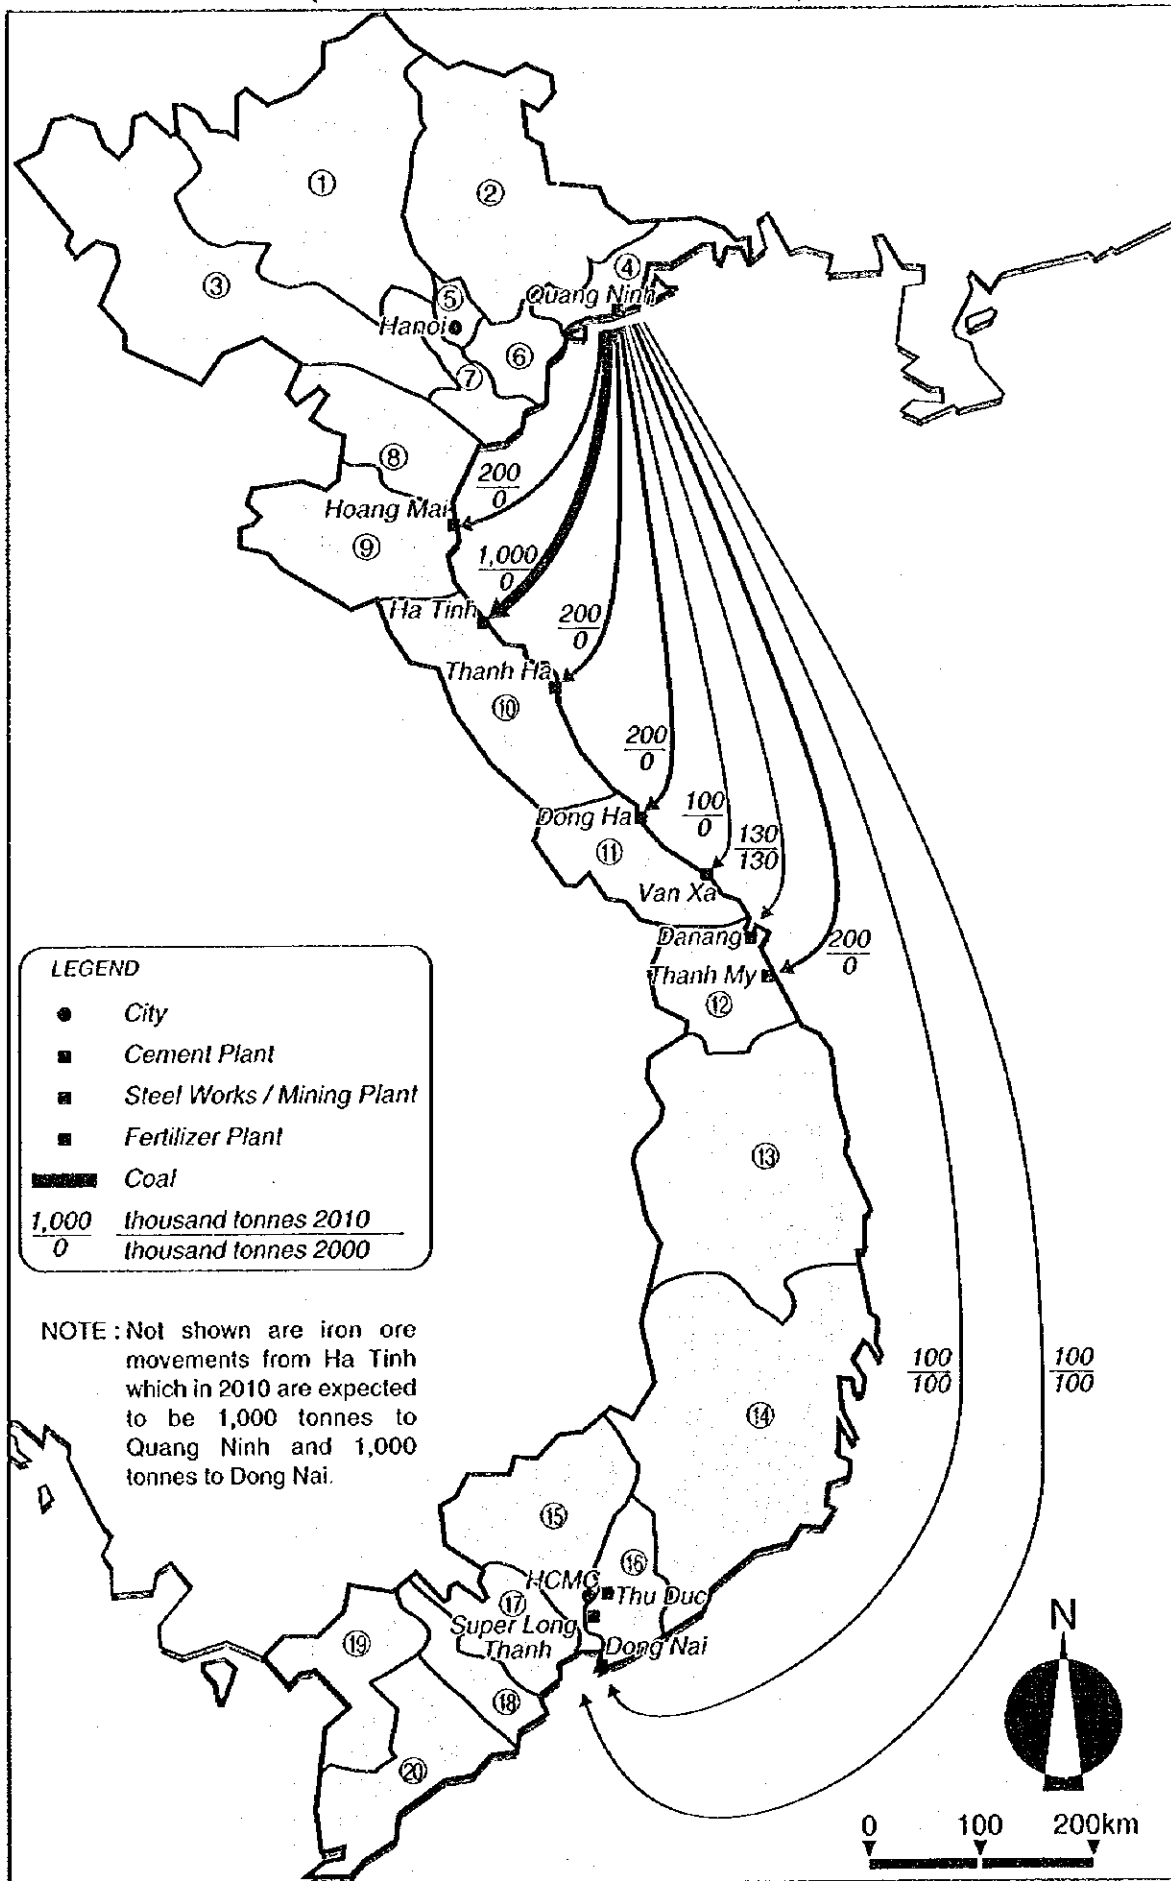 ①
②
③
④
Quang Ninh
⑤
Hanoi
⑥
⑦
⑧
200
0
Hoang Mai
⑨
1,000
0
Ha Tinh
200
0
Thanh Ha
⑩
200
0
Dong Ha
100
0
⑪
130
130
Van Xa
Danang
200
0
Thanh My
⑫
LEGEND
City
Cement Plant
Steel Works / Mining Plant
Fertilizer Plant
Coal
1,000 thousand tonnes 2010
0 thousand tonnes 2000
⑬
NOTE : Not shown are iron ore
movements from Ha Tinh
which in 2010 are expected
to be 1,000 tonnes to
Quang Ninh and 1,000
tonnes to Dong Nai.
100
100
100
100
⑭
⑮
⑯
HCMC
Thu Duc
⑰
Super Long
Thanh
Dong Nai
⑱
⑲
⑳
N
0 100 200km